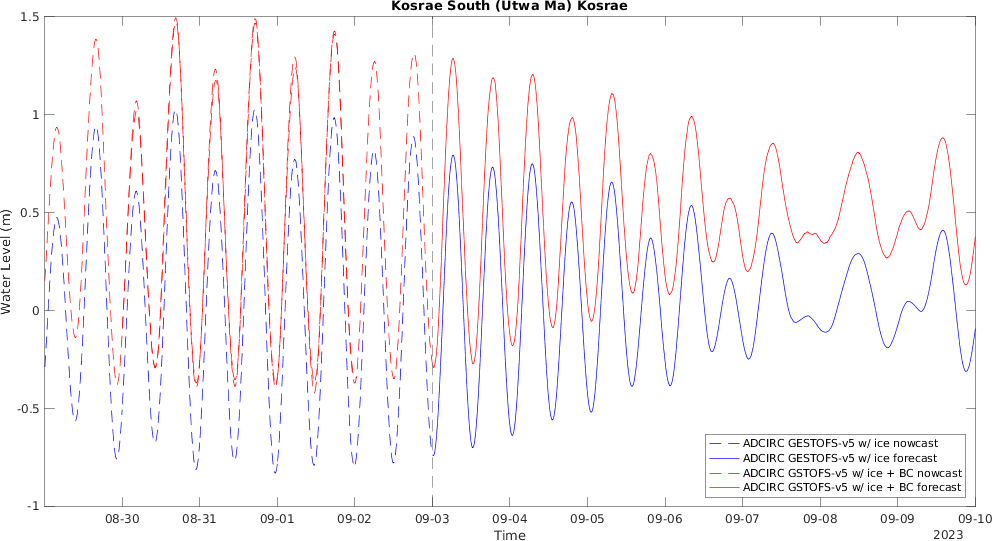 Kosrae South (Utwa Ma) Kosrae
1.5
1
0.5
0
-0.5
-1
Water Level (m)
08-30 08-31 09-01 09-02 09-03 09-04 09-05 09-06 09-07 09-08 09-09 09-10
Time
2023
ADCIRC GESTOFS-v5 w/ ice nowcast
ADCIRC GESTOFS-v5 w/ ice forecast
ADCIRC GSTOFS-v5 w/ ice + BC nowcast
ADCIRC GSTOFS-v5 w/ ice + BC forecast